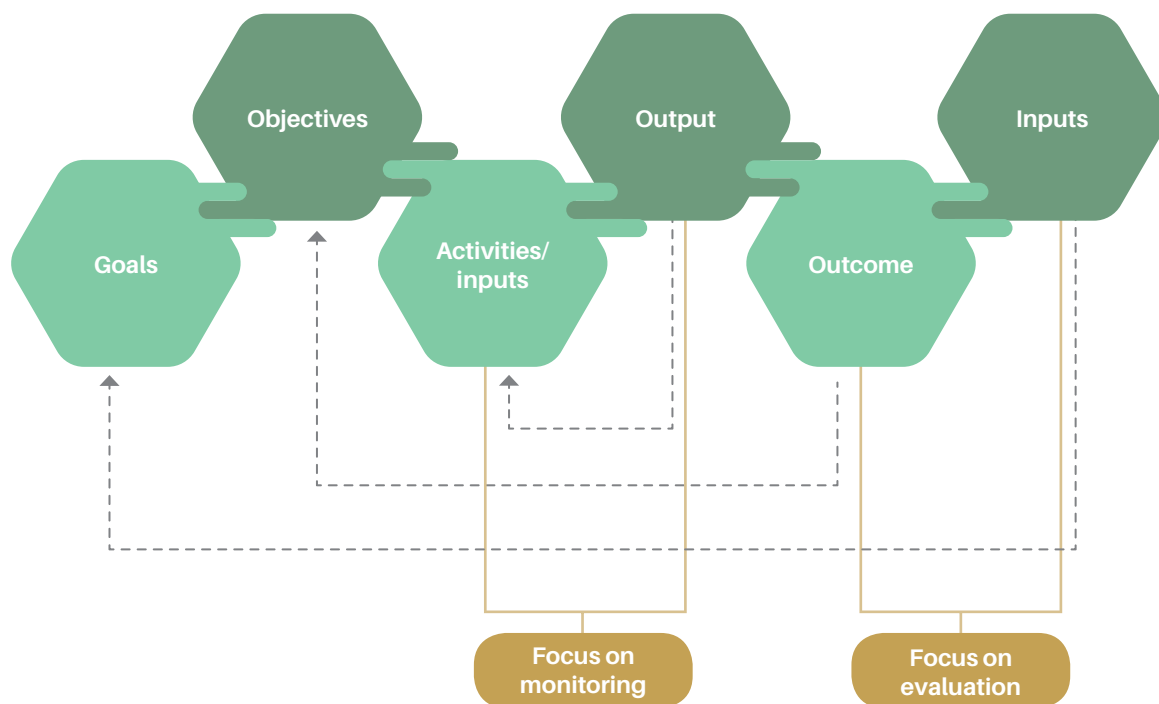 Objectives
Output
Inputs
Goals
Activities/
inputs
Outcome
Focus on
monitoring
Focus on
evaluation